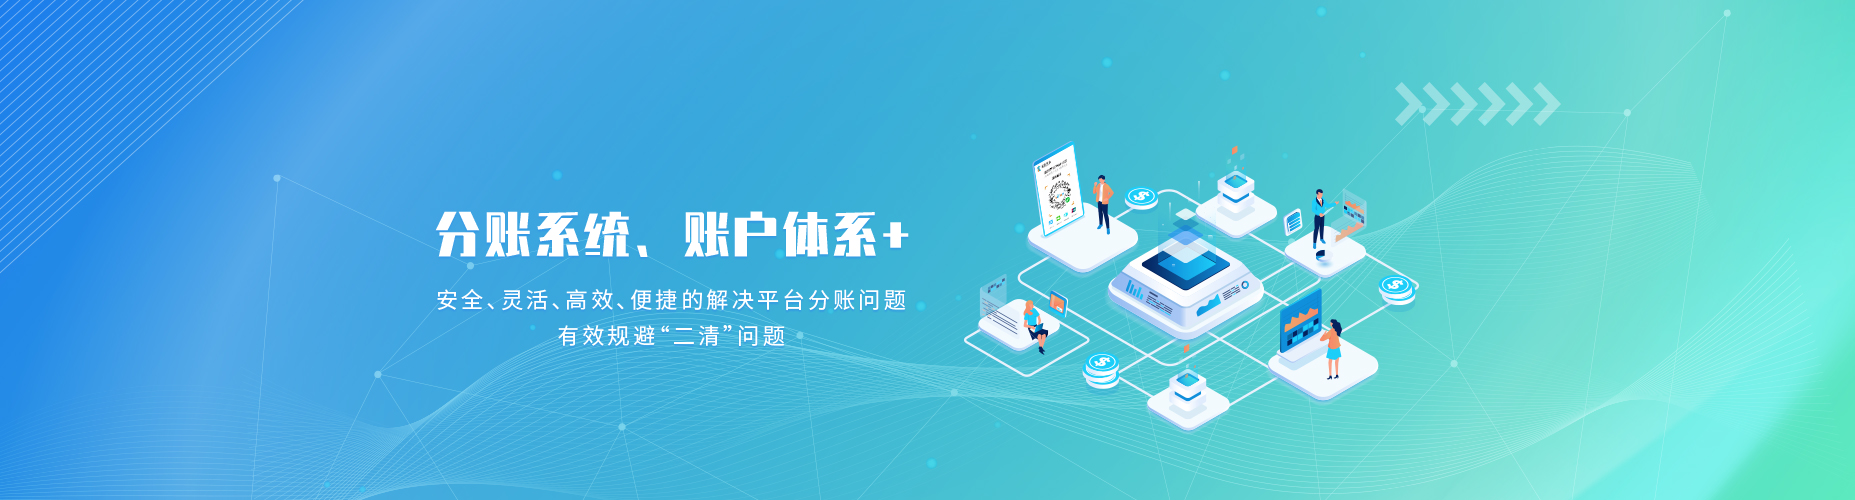 分账系统、账户体系+
安全、灵活、高效、便捷的解决平台分账问题
有效规避“二清”问题